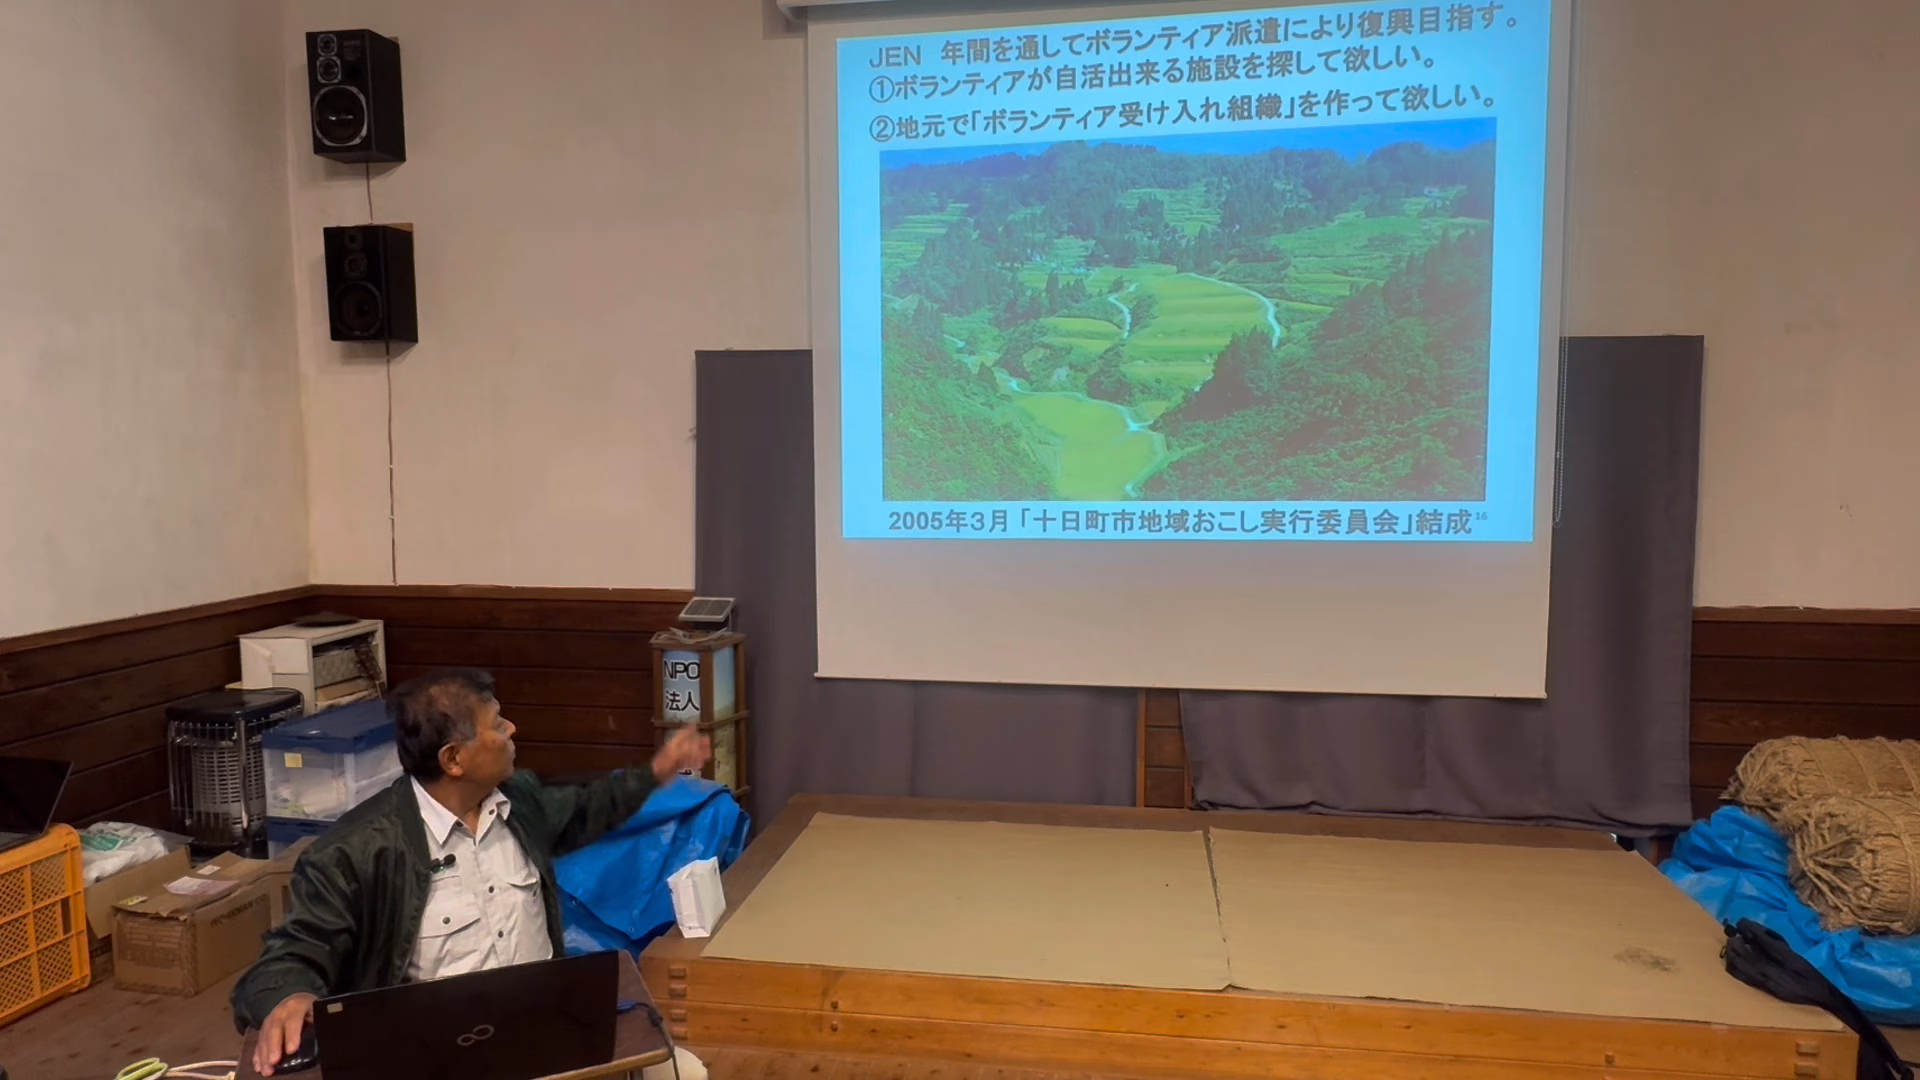 JEN 年間を通してボランティア派遣により復興目指す。
①ボランティアが自活出来る施設を探して欲しい。
②地元で「ボランティア受け入れ組織」を作って欲しい。
2005年3月「十日町市地域おこし実行委員会」結成
16
NPO
法人